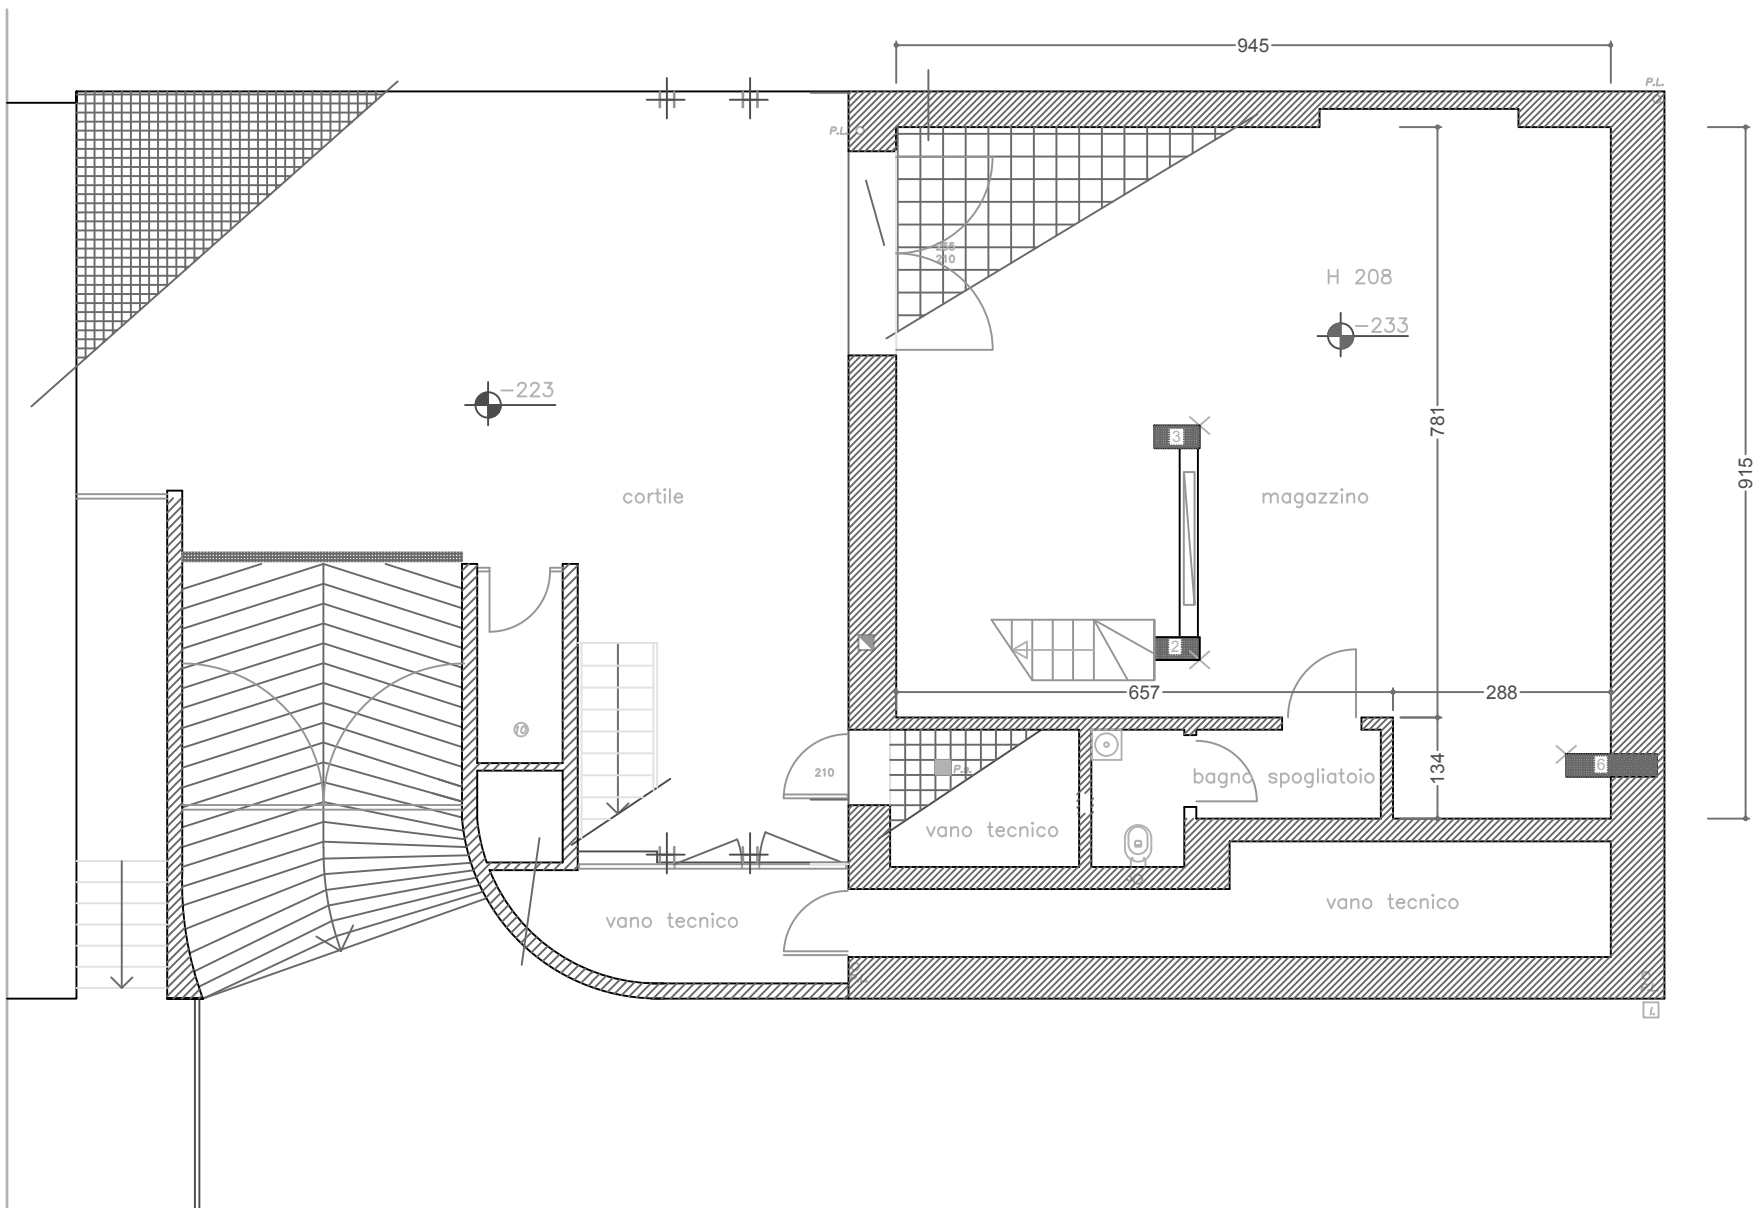 945
P.L.
P.L.
210
H 208
-233
-223
781
3
915
cortile
magazzino
2
657
288
10
210
P.L.
134
6
bagno
spogliatoio
vano tecnico
vano tecnico
vano tecnico